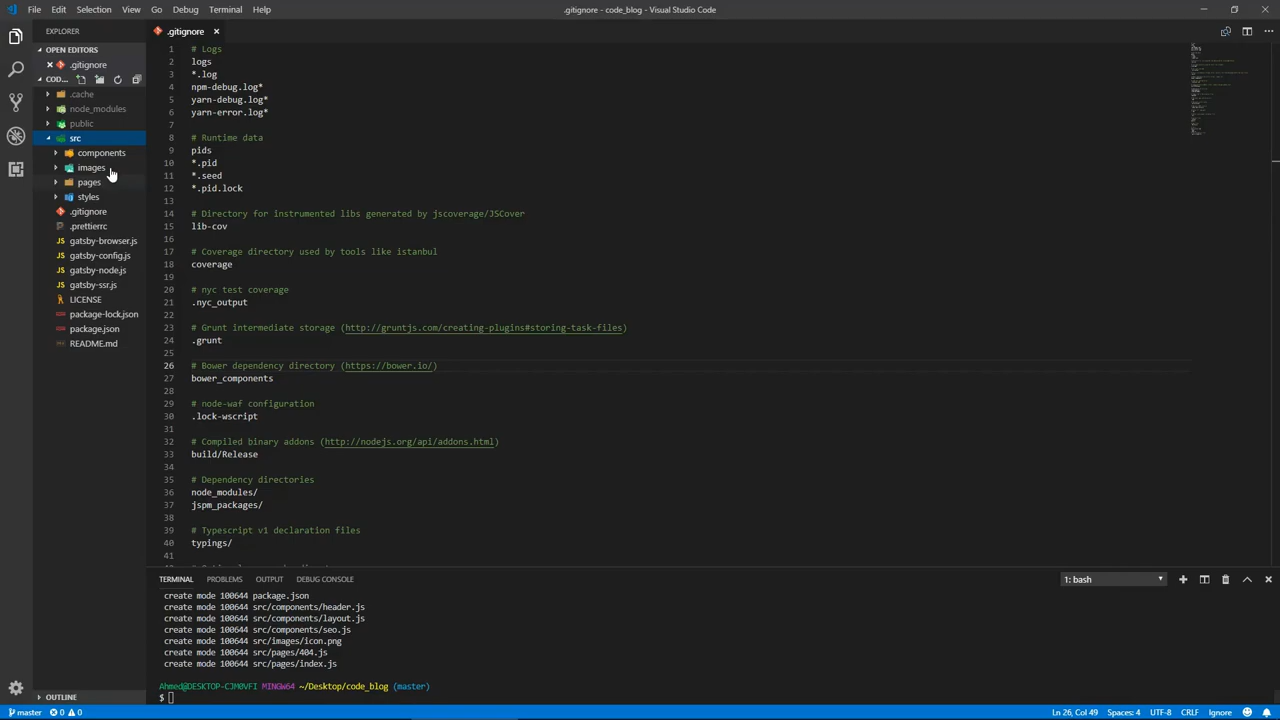 File Edit Selection View Go Debug Terminal Help
.gitignore - code_blog - Visual Studio Code
EXPLORER
OPEN EDITORS
.gitignore
COD...
.cache
node_modules
public
src
components
images
pages
styles
.gitignore
.prettierrc
JS gatsby-browser.js
JS gatsby-config.js
JS gatsby-node.js
JS gatsby-ssr.js
LICENSE
package-lock.json
package.json
README.md
OUTLINE
.gitignore
1 # Logs
2 logs
3 *.log
4 npm-debug.log*
5 yarn-debug.log*
6 yarn-error.log*
7
8 # Runtime data
9 pids
10 *.pid
11 *.seed
12 *.pid.lock
13
14 # Directory for instrumented libs generated by jscoverage/JSCover
15 lib-cov
16
17 # Coverage directory used by tools like istanbul
18 coverage
19
20 # nyc test coverage
21 .nyc_output
22
23 # Grunt intermediate storage (http://gruntjs.com/creating-plugins#storing-task-files)
24 .grunt
25
26 # Bower dependency directory (https://bower.io/)
27 bower_components
28
29 # node-waf configuration
30 .lock-wscript
31
32 # Compiled binary addons (http://nodejs.org/api/addons.html)
33 build/Release
34
35 # Dependency directories
36 node_modules/
37 jspm_packages/
38
39 # Typescript v1 declaration files
40 typings/
41
TERMINAL PROBLEMS OUTPUT DEBUG CONSOLE
1: bash
create mode 100644 package.json
create mode 100644 src/components/header.js
create mode 100644 src/components/layout.js
create mode 100644 src/components/seo.js
create mode 100644 src/images/icon.png
create mode 100644 src/pages/404.js
create mode 100644 src/pages/index.js
Ahmed@DESKTOP-CJM0VFI MINGW64 ~/Desktop/code_blog (master)
$
master 0 0
Ln 26, Col 49 Spaces: 4 UTF-8 CRLF Ignore